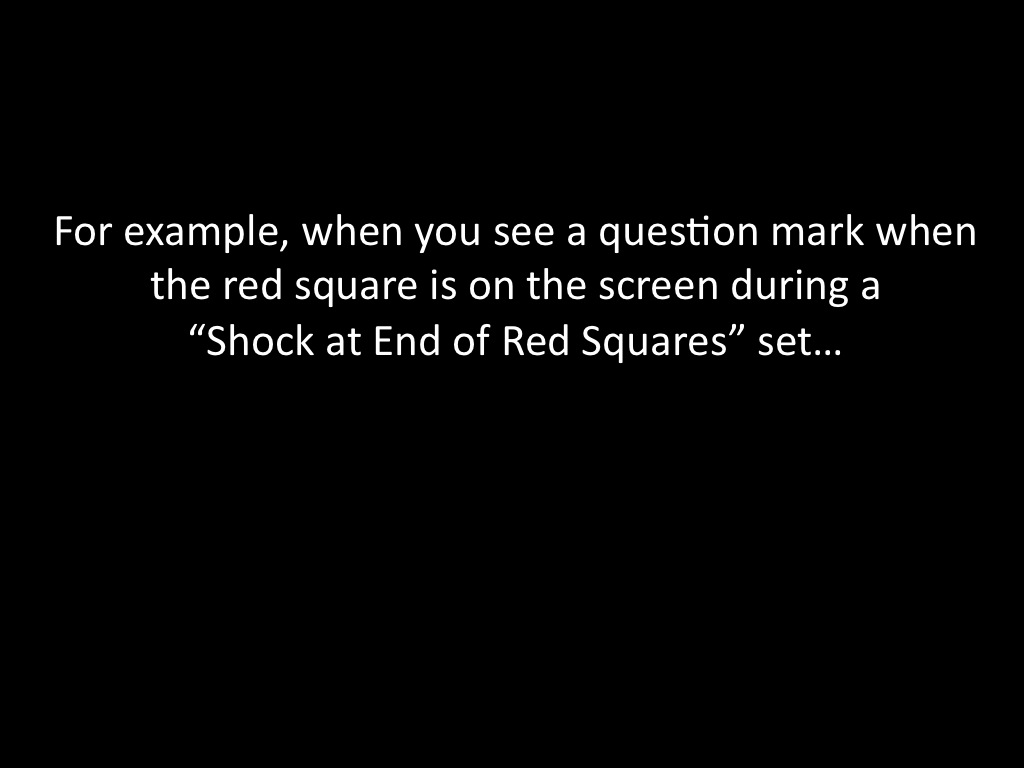 For example, when you see a question mark when
the red square is on the screen during a
“Shock at End of Red Squares” set…